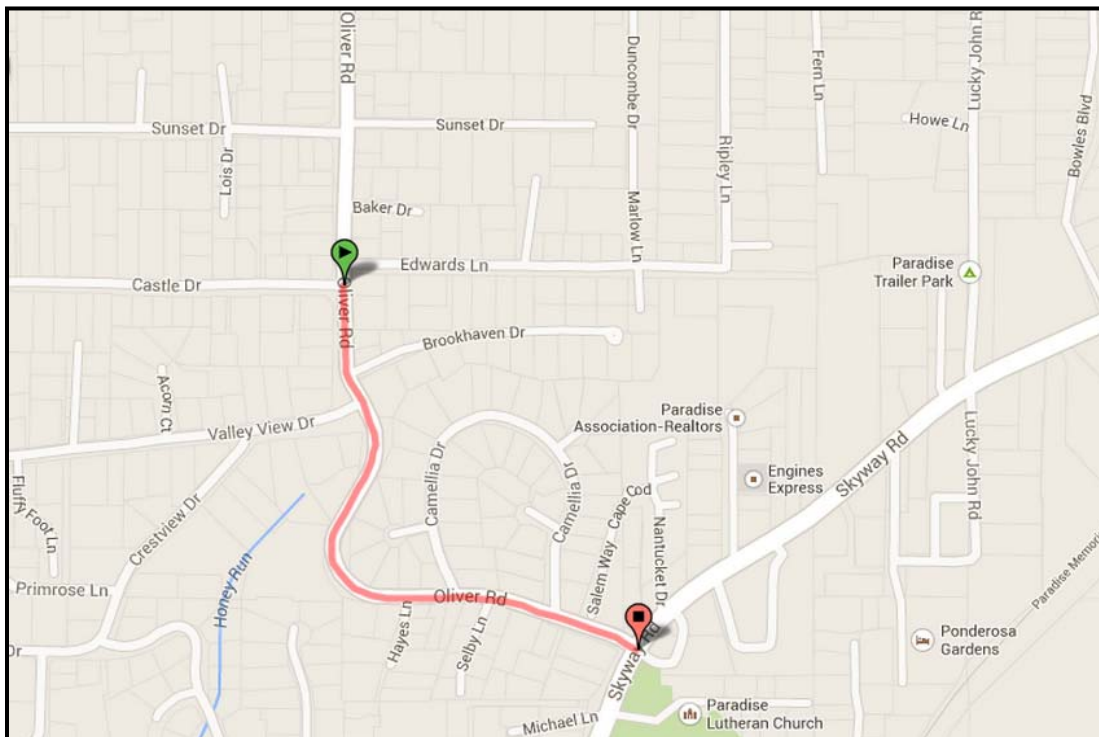 Oliver Rd
Duncombe Dr
Fern Ln
Lucky John R
Bowles Blvd
Sunset Dr
Sunset Dr
Howe Ln
Lois Dr
Ripley Ln
Baker Dr
Marlow Ln
Edwards Ln
Castle Dr
Paradise
Trailer Park
Oliver Rd
Brookhaven Dr
Acorn Ct
Valley View Dr
Paradise
Association-Realtors
Lucky John Rd
Skyway Rd
Camellia Dr
Camellia Dr
Engines
Express
Fluffy Foot Ln
Crestview Dr
Cape Cod
Salem Way
Nantucket Dr
Honey Run
Primrose Ln
Oliver Rd
Hayes Ln
Selby Ln
Paradise Memori
Ponderosa
Gardens
Dr
Skyway Rd
Michael Ln
Paradise
Lutheran Church